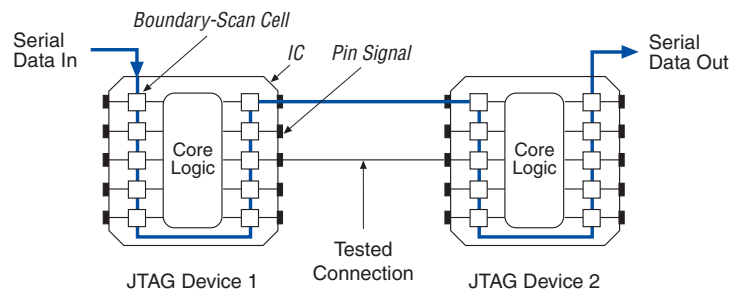 Boundary-Scan Cell
Serial
Data In
IC
Pin Signal
Serial
Data Out
Core
Logic
Core
Logic
Tested
Connection
JTAG Device 1
JTAG Device 2